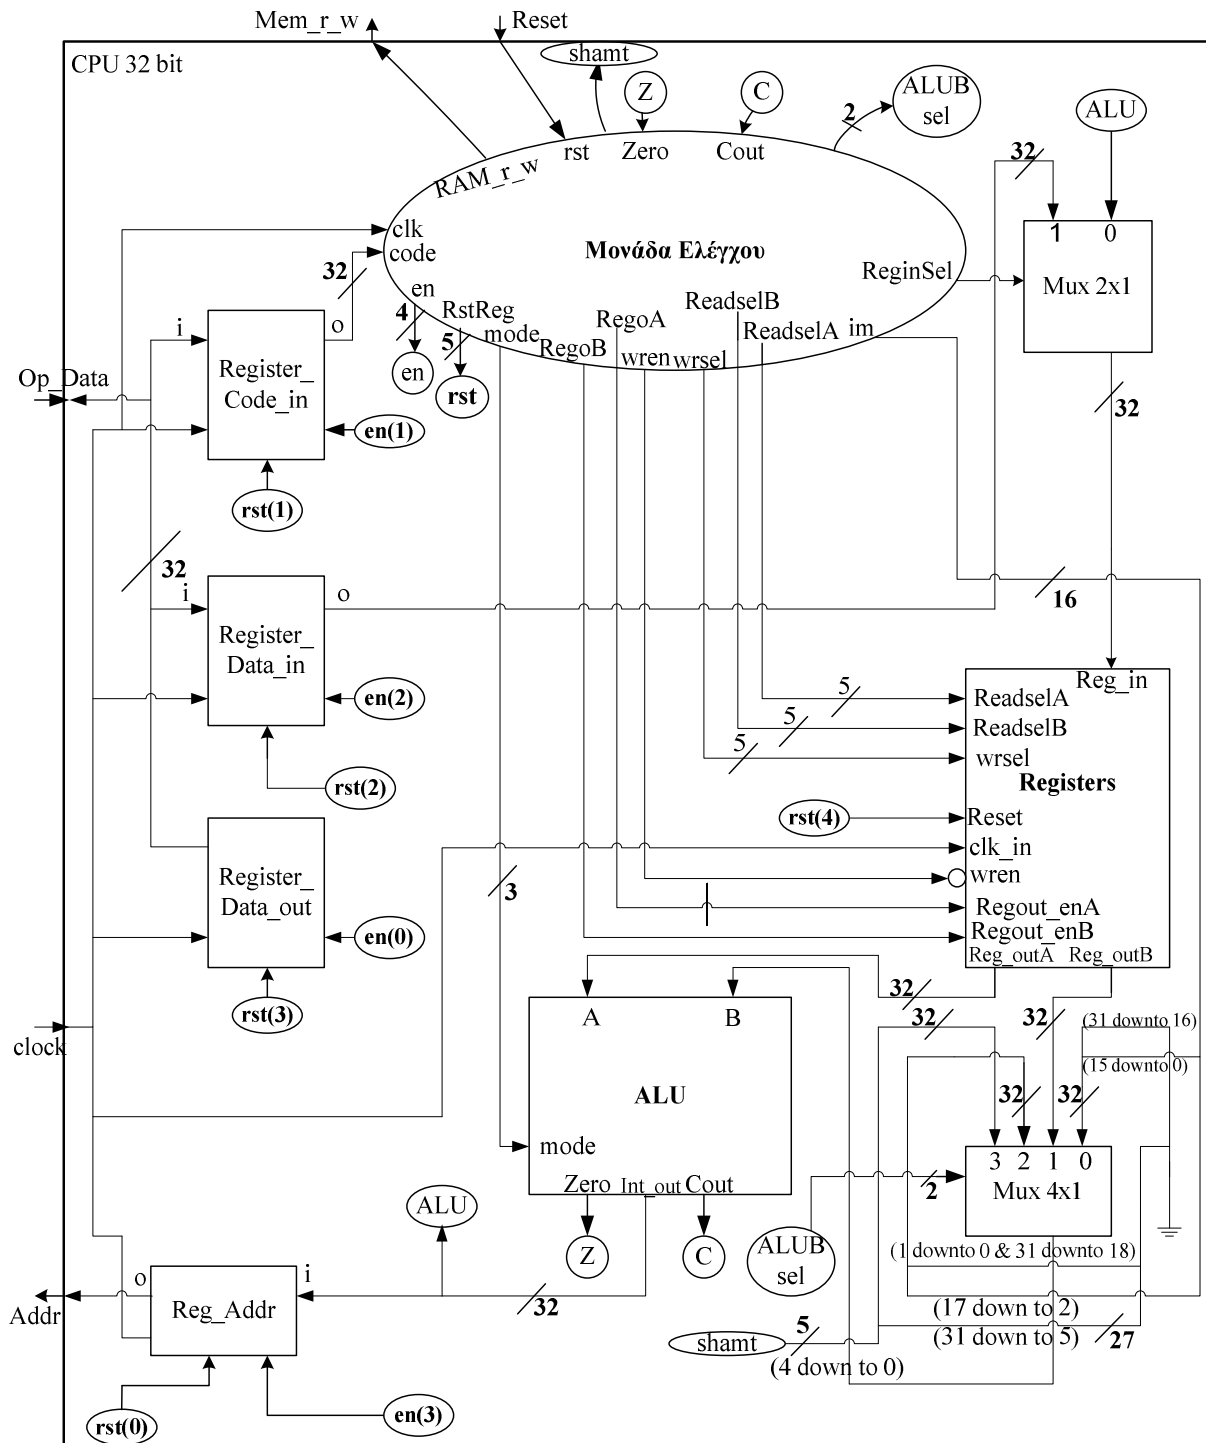 Mem_r_w
Reset
CPU 32 bit
shamt
Z
C
ALUB
sel
ALU
2
RAM_r_w
rst
Zero
Cout
32
clk
code
Μονάδα Ελέγχου
ReginSel
1
0
Mux 2x1
32
en
4
RstReg
5
mode
RegoB
RegoA
wren
wrsel
ReadselB
ReadselA
im
i
o
Register_
Code_in
en
rst
Op_Data
en(1)
32
rst(1)
32
i
o
16
Register_
Data_in
en(2)
rst(2)
5
5
5
Reg_in
ReadselA
ReadselB
wrsel
Registers
rst(4)
Reset
clk_in
wren
Regout_enA
Regout_enB
Reg_outA
Reg_outB
Register_
Data_out
3
en(0)
rst(3)
clock
32
32
32
(31 downto 16)
(15 downto 0)
A
B
ALU
mode
Zero
Int_out
Cout
32
32
3
2
1
0
Mux 4x1
2
ALU
Z
C
ALUB
sel
(1 downto 0 & 31 downto 18)
o
i
Addr
Reg_Addr
32
(17 down to 2)
5
shamt
(4 down to 0)
(31 down to 5)
27
rst(0)
en(3)